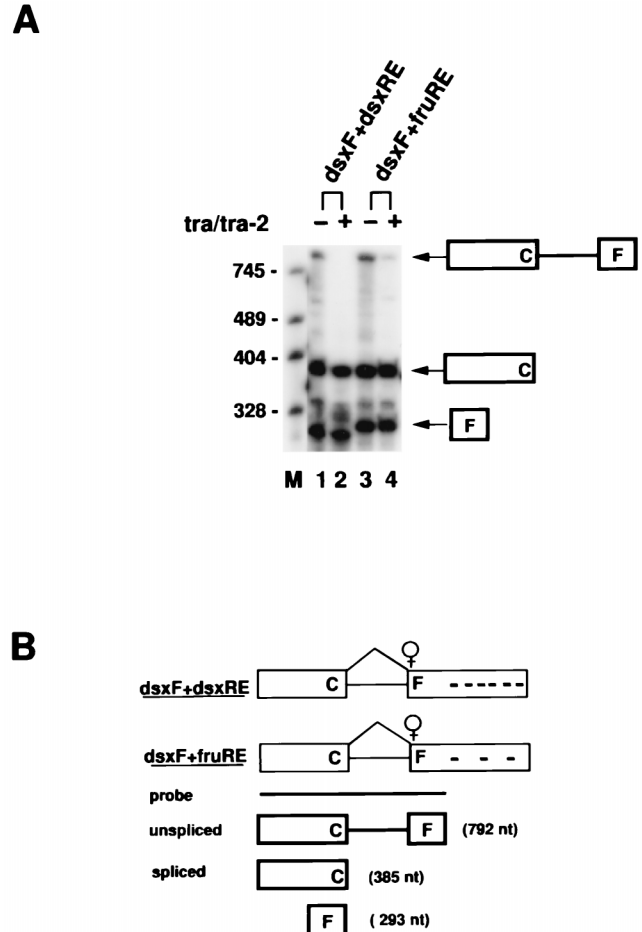 A
dsxF+dsxRE
dsxF+fruRE
tra/tra-2 - + - +
C F
745 -
489 -
404 -
C
328 -
F
M 1 2 3 4
B
♀
dsxF+dsxRE C F ------
♀
dsxF+fruRE C F - - -
probe
unspliced C F (792 nt)
spliced C (385 nt)
F ( 293 nt)